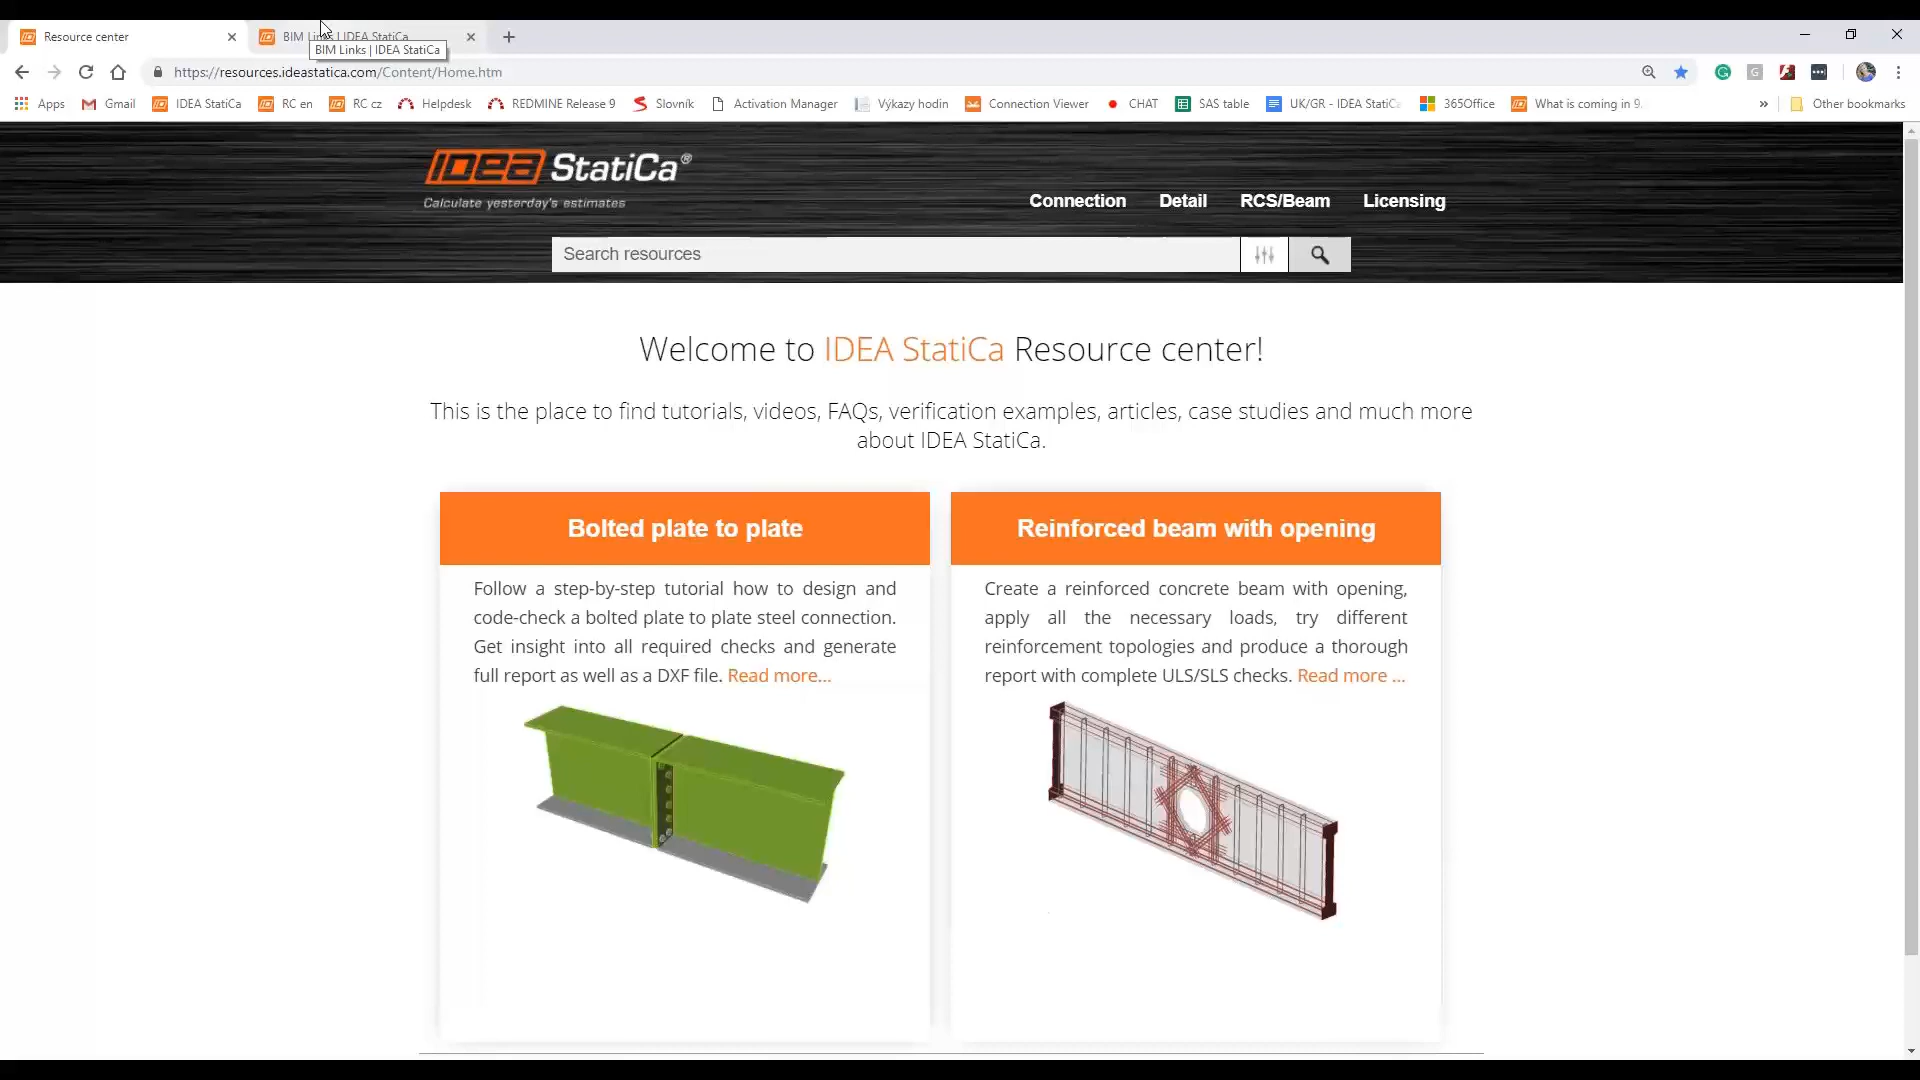 Resource center
BIM Links | IDEA StatiCa
BIM Links | IDEA StatiCa
https://resources.ideastatica.com/Content/Home.htm
Apps
Gmail
IDEA StatiCa
RC en
RC cz
Helpdesk
REDMINE Release 9
Slovník
Activation Manager
Výkazy hodin
Connection Viewer
CHAT
SAS table
UK/GR - IDEA StatiCa
365Office
What is coming in 9.
»
Other bookmarks
IDEA StatiCa®
Calculate yesterday's estimates
Connection
Detail
RCS/Beam
Licensing
Search resources
Welcome to IDEA StatiCa Resource center!
This is the place to find tutorials, videos, FAQs, verification examples, articles, case studies and much more
about IDEA StatiCa.
Bolted plate to plate
Follow a step-by-step tutorial how to design and
code-check a bolted plate to plate steel connection.
Get insight into all required checks and generate
full report as well as a DXF file. Read more...
Reinforced beam with opening
Create a reinforced concrete beam with opening,
apply all the necessary loads, try different
reinforcement topologies and produce a thorough
report with complete ULS/SLS checks. Read more ...